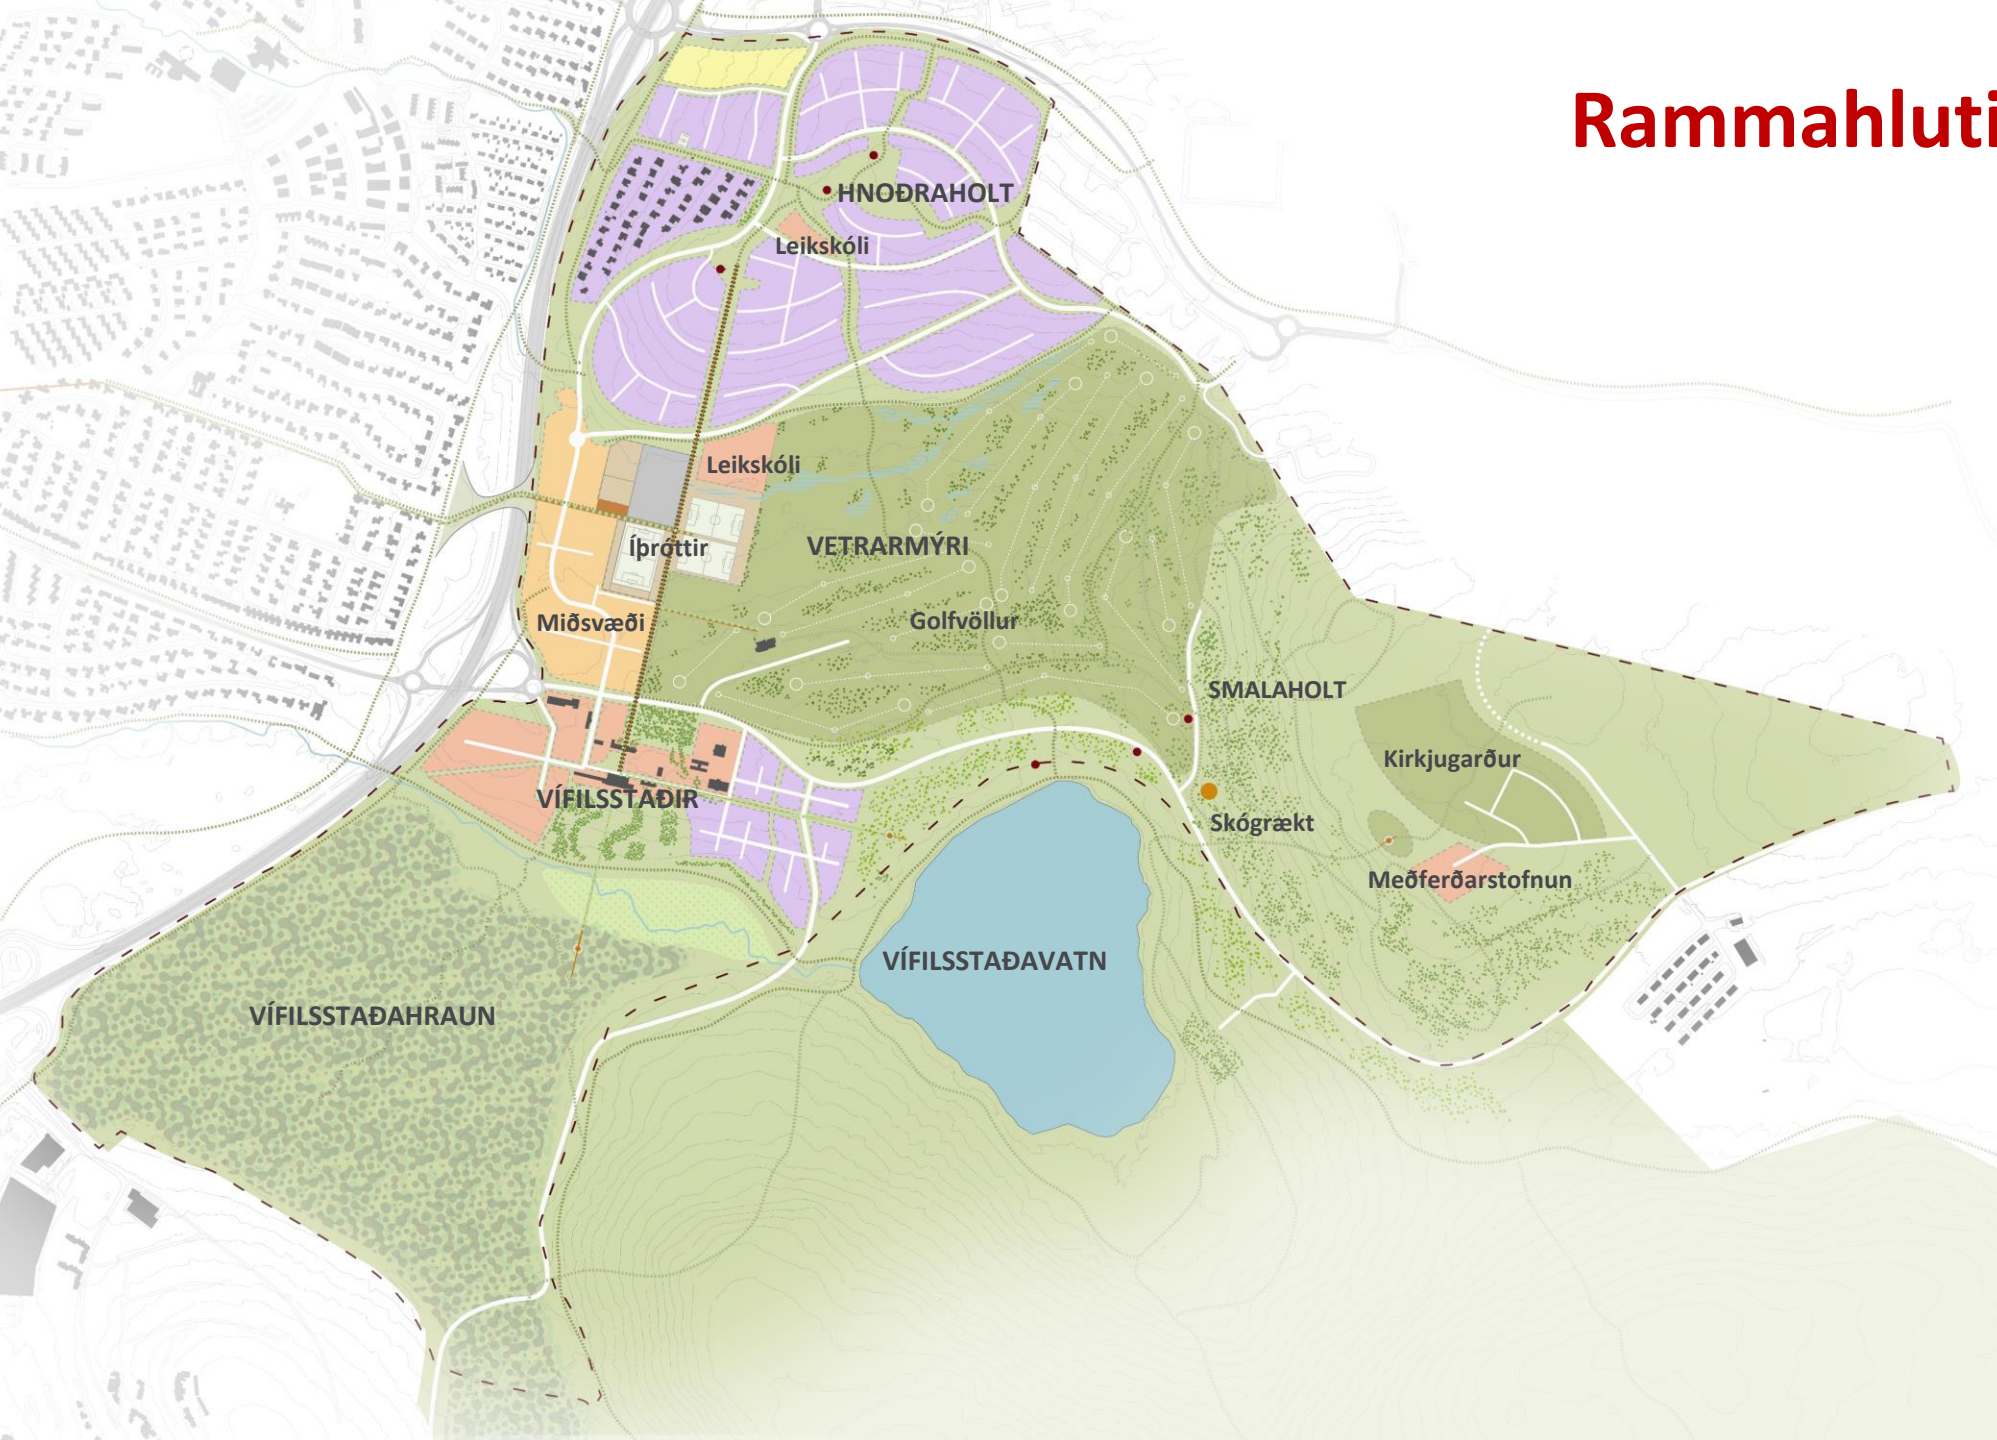 Rammahluti
HNOÐRAHOLT
Leikskóli
Leikskóli
Íþróttir
VETRARMÝRI
Miðsvæði
Golfvöllur
SMALAHOLT
Kirkjugarður
VÍFILSSTAÐIR
Skógrækt
Meðferðarstofnun
VÍFILSSTAÐAVATN
VÍFILSSTAÐAHRAUN